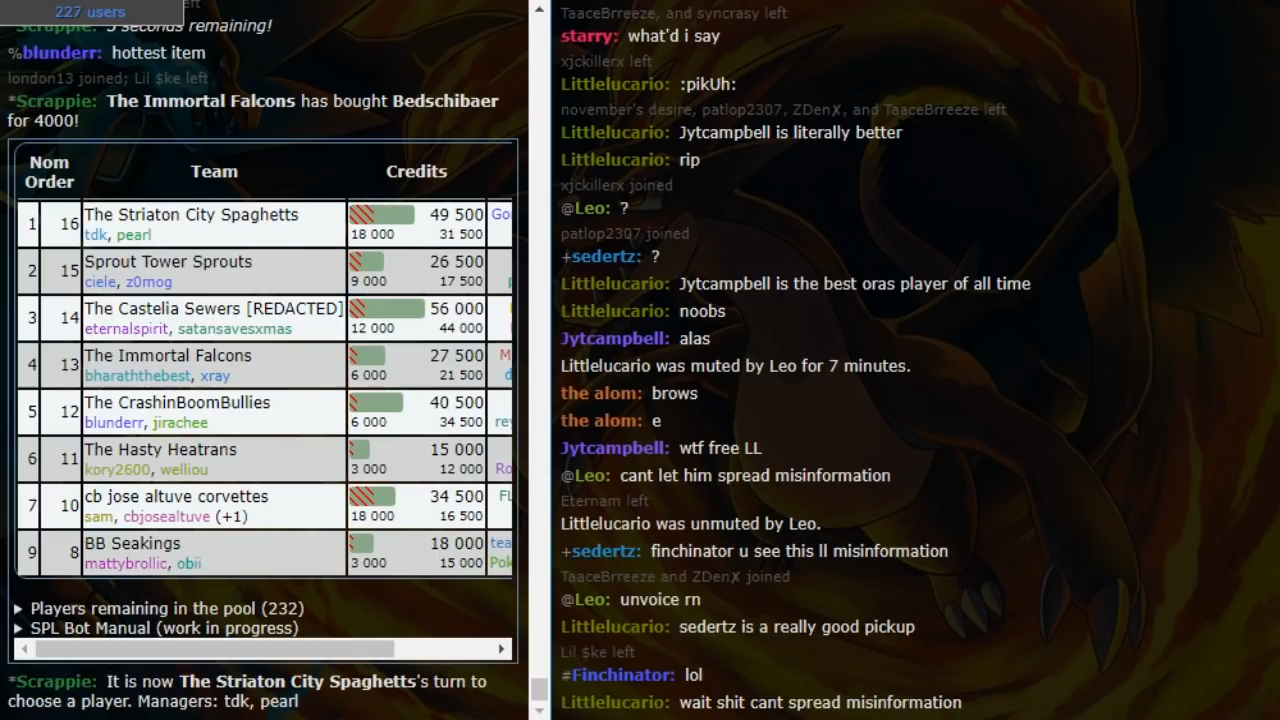 227 users
left
*Scrappie: 5 seconds remaining!
%blunderr: hottest item
london13 joined; Lil $ke left
*Scrappie: The Immortal Falcons has bought Bedschibaer
for 4000!
Nom Order Team Credits
1 16 The Striaton City Spaghetts 49 500 Go
tdk, pearl 18 000 31 500
2 15 Sprout Tower Sprouts 26 500
ciele, z0mog 9 000 17 500
3 14 The Castelia Sewers [REDACTED] 56 000
eternalspirit, satansavesxmas 12 000 44 000
4 13 The Immortal Falcons 27 500 M
bharaththebest, xray 6 000 21 500 d
5 12 The CrashinBoomBullies 40 500
blunderr, jirachee 6 000 34 500 rey
6 11 The Hasty Heatrans 15 000
kory2600, welliou 3 000 12 000 Ro
7 10 cb jose altuve corvettes 34 500 FL
sam, cbjosealtuve (+1) 18 000 16 500
9 8 BB Seakings 18 000 tea
mattybrollic, obii 3 000 15 000 Pok
▸ Players remaining in the pool (232)
▸ SPL Bot Manual (work in progress)
*Scrappie: It is now The Striaton City Spaghetts's turn to
choose a player. Managers: tdk, pearl
TaaceBrreeze, and syncrasy left
starry: what'd i say
xjckillerx left
Littlelucario: :pikUh:
november's desire, patlop2307, ZDenX, and TaaceBrreeze left
Littlelucario: Jytcampbell is literally better
Littlelucario: rip
xjckillerx joined
@Leo: ?
patlop2307 joined
+sedertz: ?
Littlelucario: Jytcampbell is the best oras player of all time
Littlelucario: noobs
Jytcampbell: alas
Littlelucario was muted by Leo for 7 minutes.
the alom: brows
the alom: e
Jytcampbell: wtf free LL
@Leo: cant let him spread misinformation
Eternam left
Littlelucario was unmuted by Leo.
+sedertz: finchinator u see this ll misinformation
TaaceBrreeze and ZDenX joined
@Leo: unvoice rn
Littlelucario: sedertz is a really good pickup
Lil $ke left
#Finchinator: lol
Littlelucario: wait shit cant spread misinformation